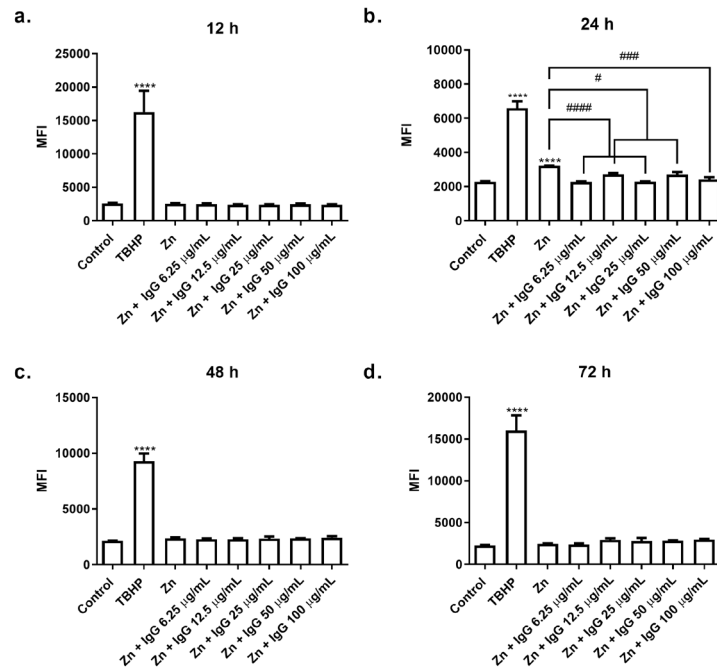 a.
12 h
MFI
25000
20000
15000
10000
5000
0
****
Control
TBHP
Zn
Zn + IgG 6.25 µg/mL
Zn + IgG 12.5 µg/mL
Zn + IgG 25 µg/mL
Zn + IgG 50 µg/mL
Zn + IgG 100 µg/mL
b.
24 h
MFI
10000
8000
6000
4000
2000
0
****
****
####
#
###
Control
TBHP
Zn
Zn + IgG 6.25 µg/mL
Zn + IgG 12.5 µg/mL
Zn + IgG 25 µg/mL
Zn + IgG 50 µg/mL
Zn + IgG 100 µg/mL
c.
48 h
MFI
15000
10000
5000
0
****
Control
TBHP
Zn
Zn + IgG 6.25 µg/mL
Zn + IgG 12.5 µg/mL
Zn + IgG 25 µg/mL
Zn + IgG 50 µg/mL
Zn + IgG 100 µg/mL
d.
72 h
MFI
20000
15000
10000
5000
0
****
Control
TBHP
Zn
Zn + IgG 6.25 µg/mL
Zn + IgG 12.5 µg/mL
Zn + IgG 25 µg/mL
Zn + IgG 50 µg/mL
Zn + IgG 100 µg/mL